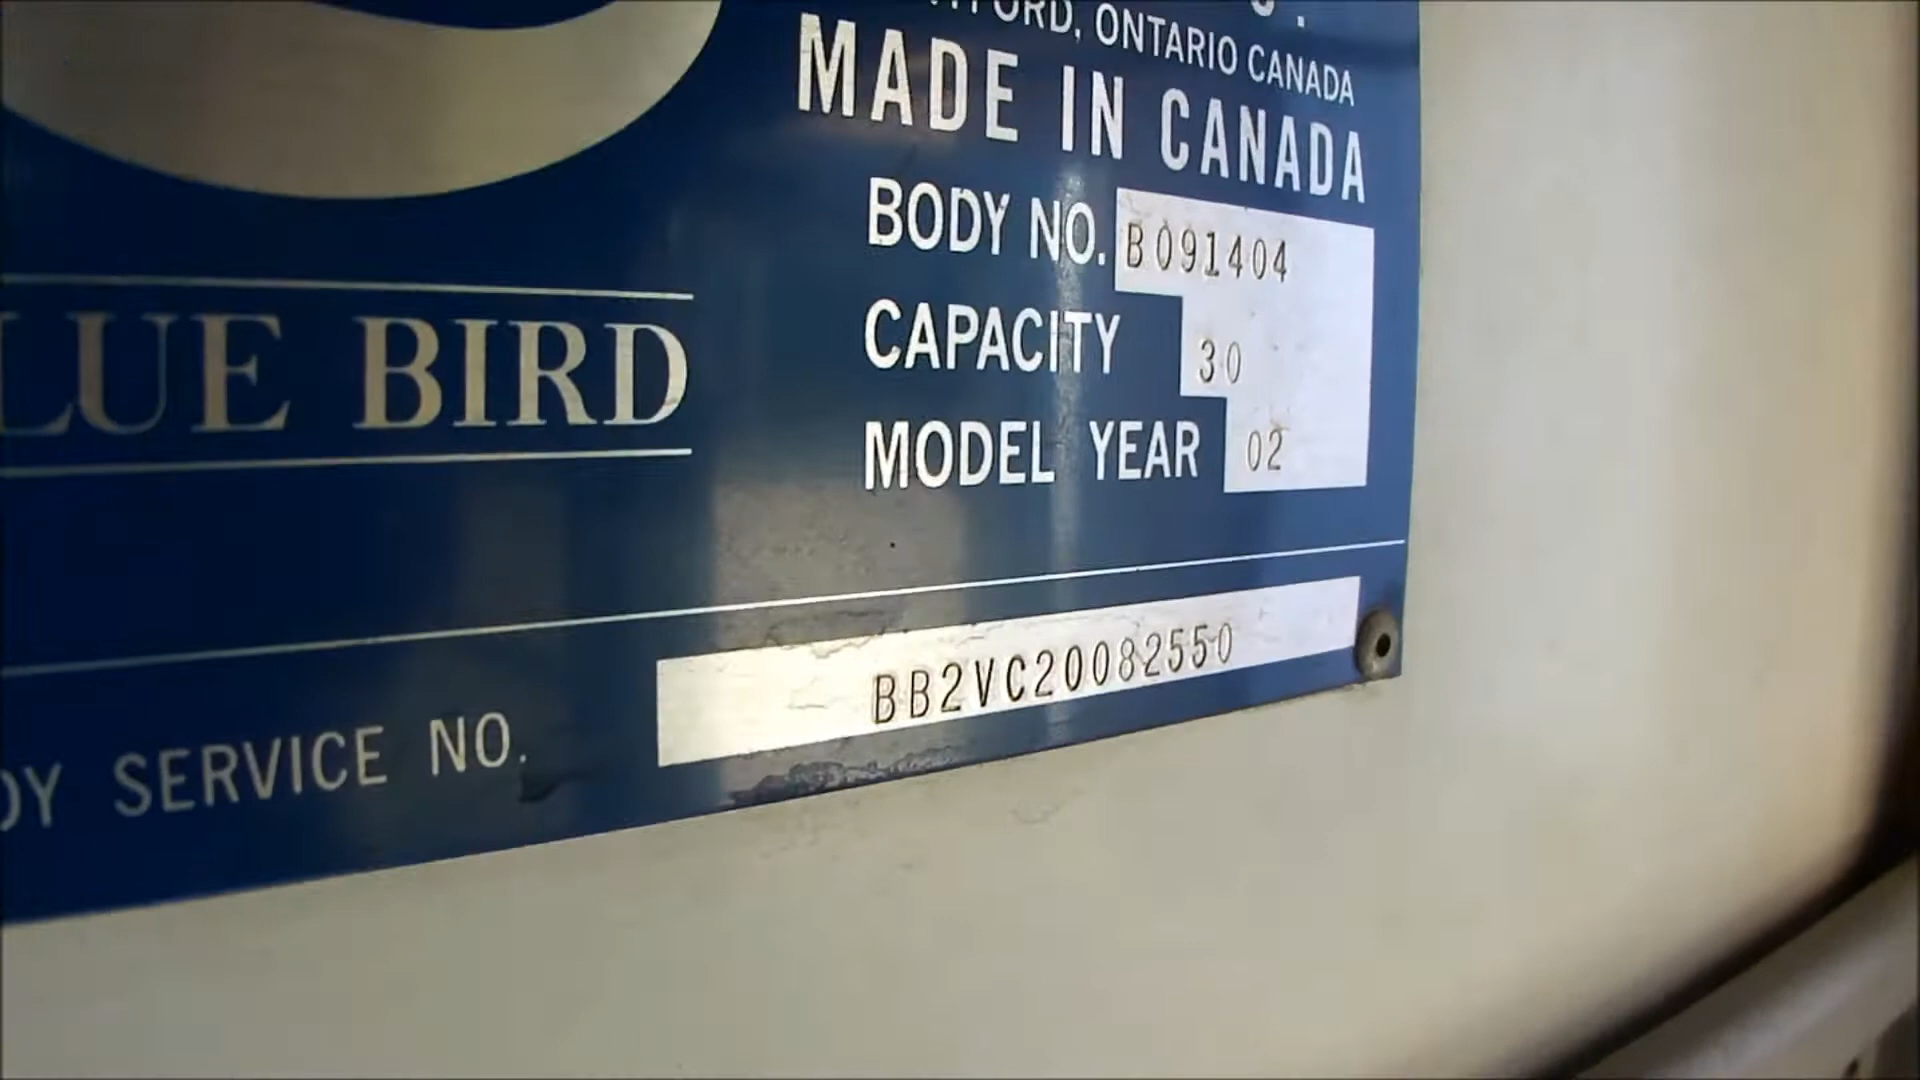 ONTARIO CANADA
MADE IN CANADA
BODY NO. B091404
CAPACITY 30
MODEL YEAR 02
LUE BIRD
DY SERVICE NO. BB2VC20082550